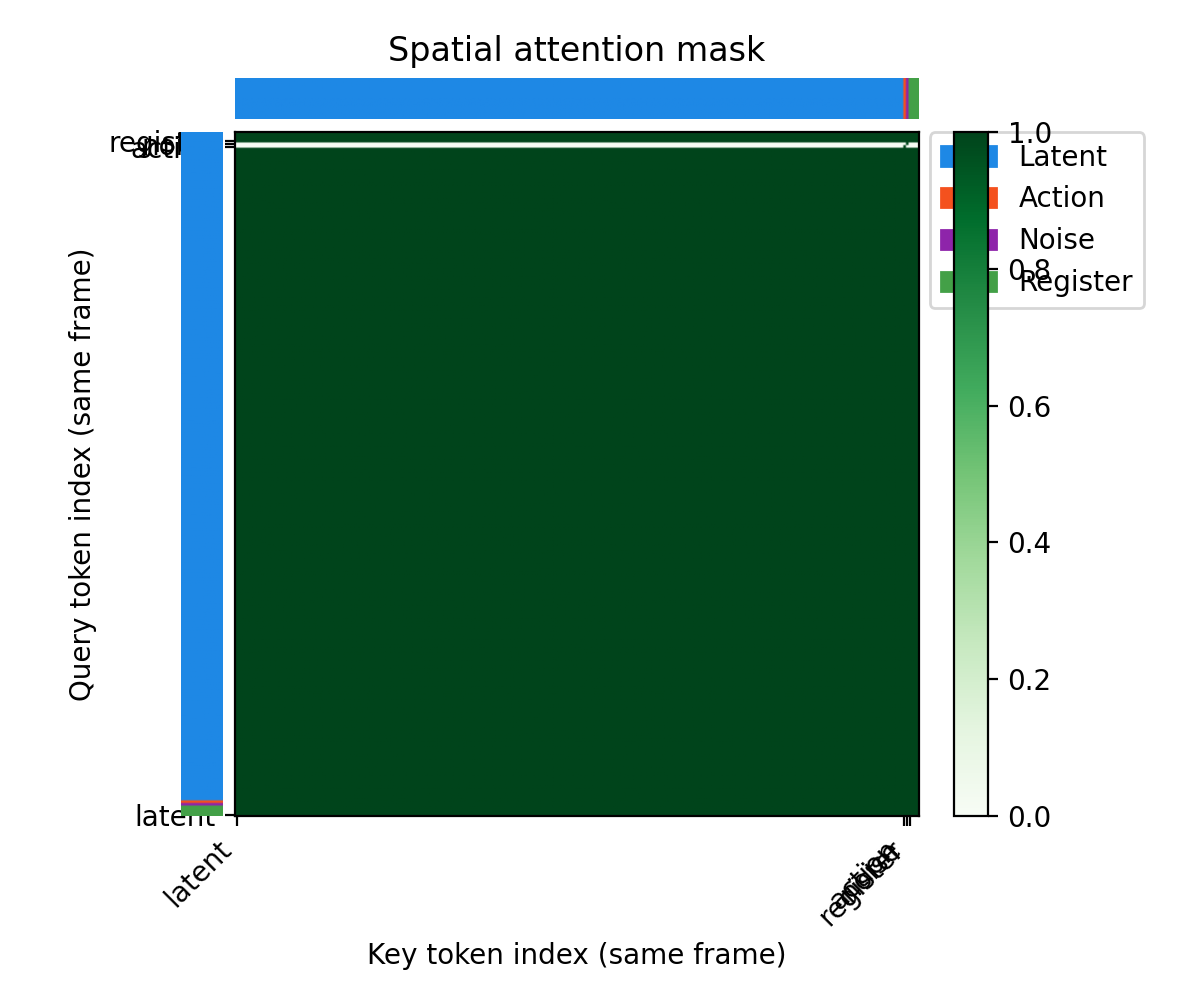 Spatial attention mask
latent
Query token index (same frame)
latent
Key token index (same frame)
1.0
0.8
0.6
0.4
0.2
0.0
Latent
Action
Noise
Register